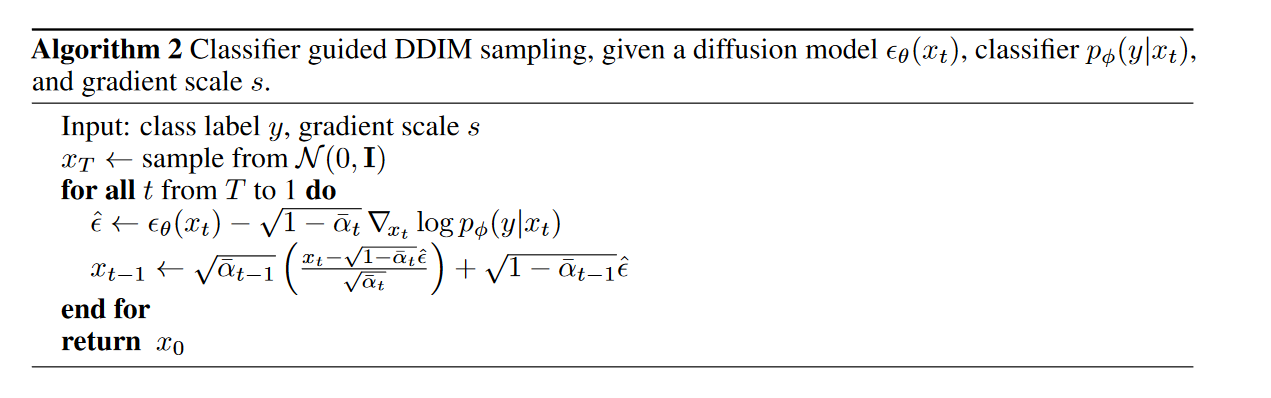 Algorithm 2 Classifier guided DDIM sampling, given a diffusion model ϵ_θ(x_t), classifier p_ϕ(y|x_t),
and gradient scale s.
Input: class label y, gradient scale s
x_T ← sample from 𝒩(0, I)
for all t from T to 1 do
ϵ̂ ← ϵ_θ(x_t) − √(1 − ᾱ_t) ∇_{x_t} log p_ϕ(y|x_t)
x_{t−1} ← √(ᾱ_{t−1}) ((x_t − √(1 − ᾱ_t) ϵ̂) / √(ᾱ_t)) + √(1 − ᾱ_{t−1}) ϵ̂
end for
return x_0